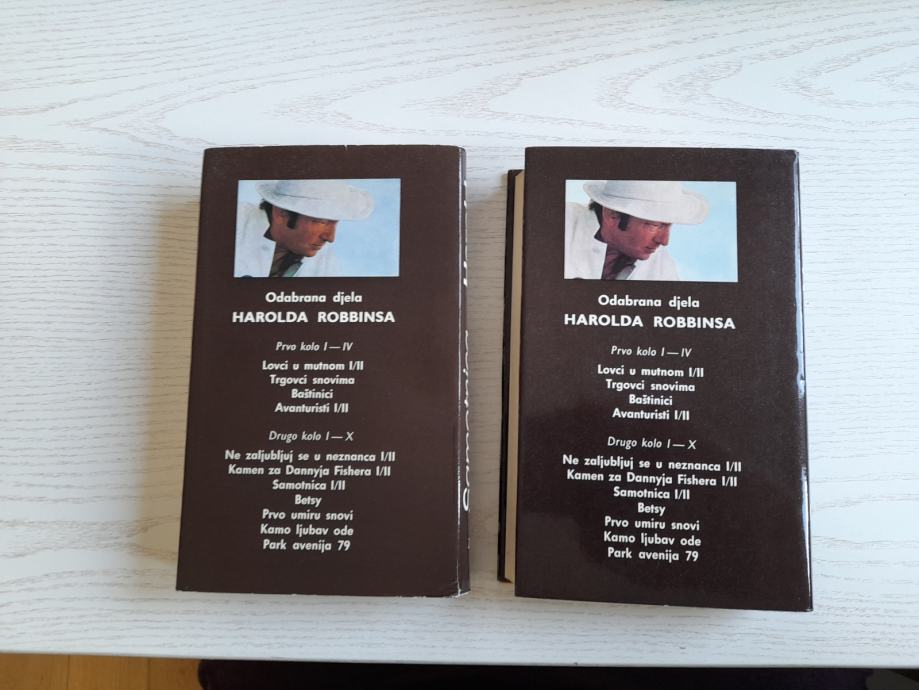 Odabrana djela
HAROLDA ROBBINSA
Prvo kolo I — IV
Lovci u mutnom I/II
Trgovci snovima
Baštinici
Avanturisti I/II
Drugo kolo I — X
Ne zaljubljuj se u neznanca I/II
Kamen za Dannyja Fishera I/II
Samotnica I/II
Betsy
Prvo umiru snovi
Kamo ljubav ode
Park avenija 79
Odabrana djela
HAROLDA ROBBINSA
Prvo kolo I — IV
Lovci u mutnom I/II
Trgovci snovima
Baštinici
Avanturisti I/II
Drugo kolo I — X
Ne zaljubljuj se u neznanca I/II
Kamen za Dannyja Fishera I/II
Samotnica I/II
Betsy
Prvo umiru snovi
Kamo ljubav ode
Park avenija 79